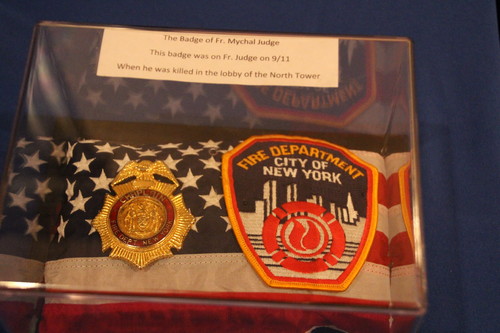 The Badge of Fr. Mychal Judge
This badge was on Fr. Judge on 9/11
When he was killed in the lobby of the North Tower
FIRE DEPARTMENT
CITY OF
NEW YORK
DEPARTMENT